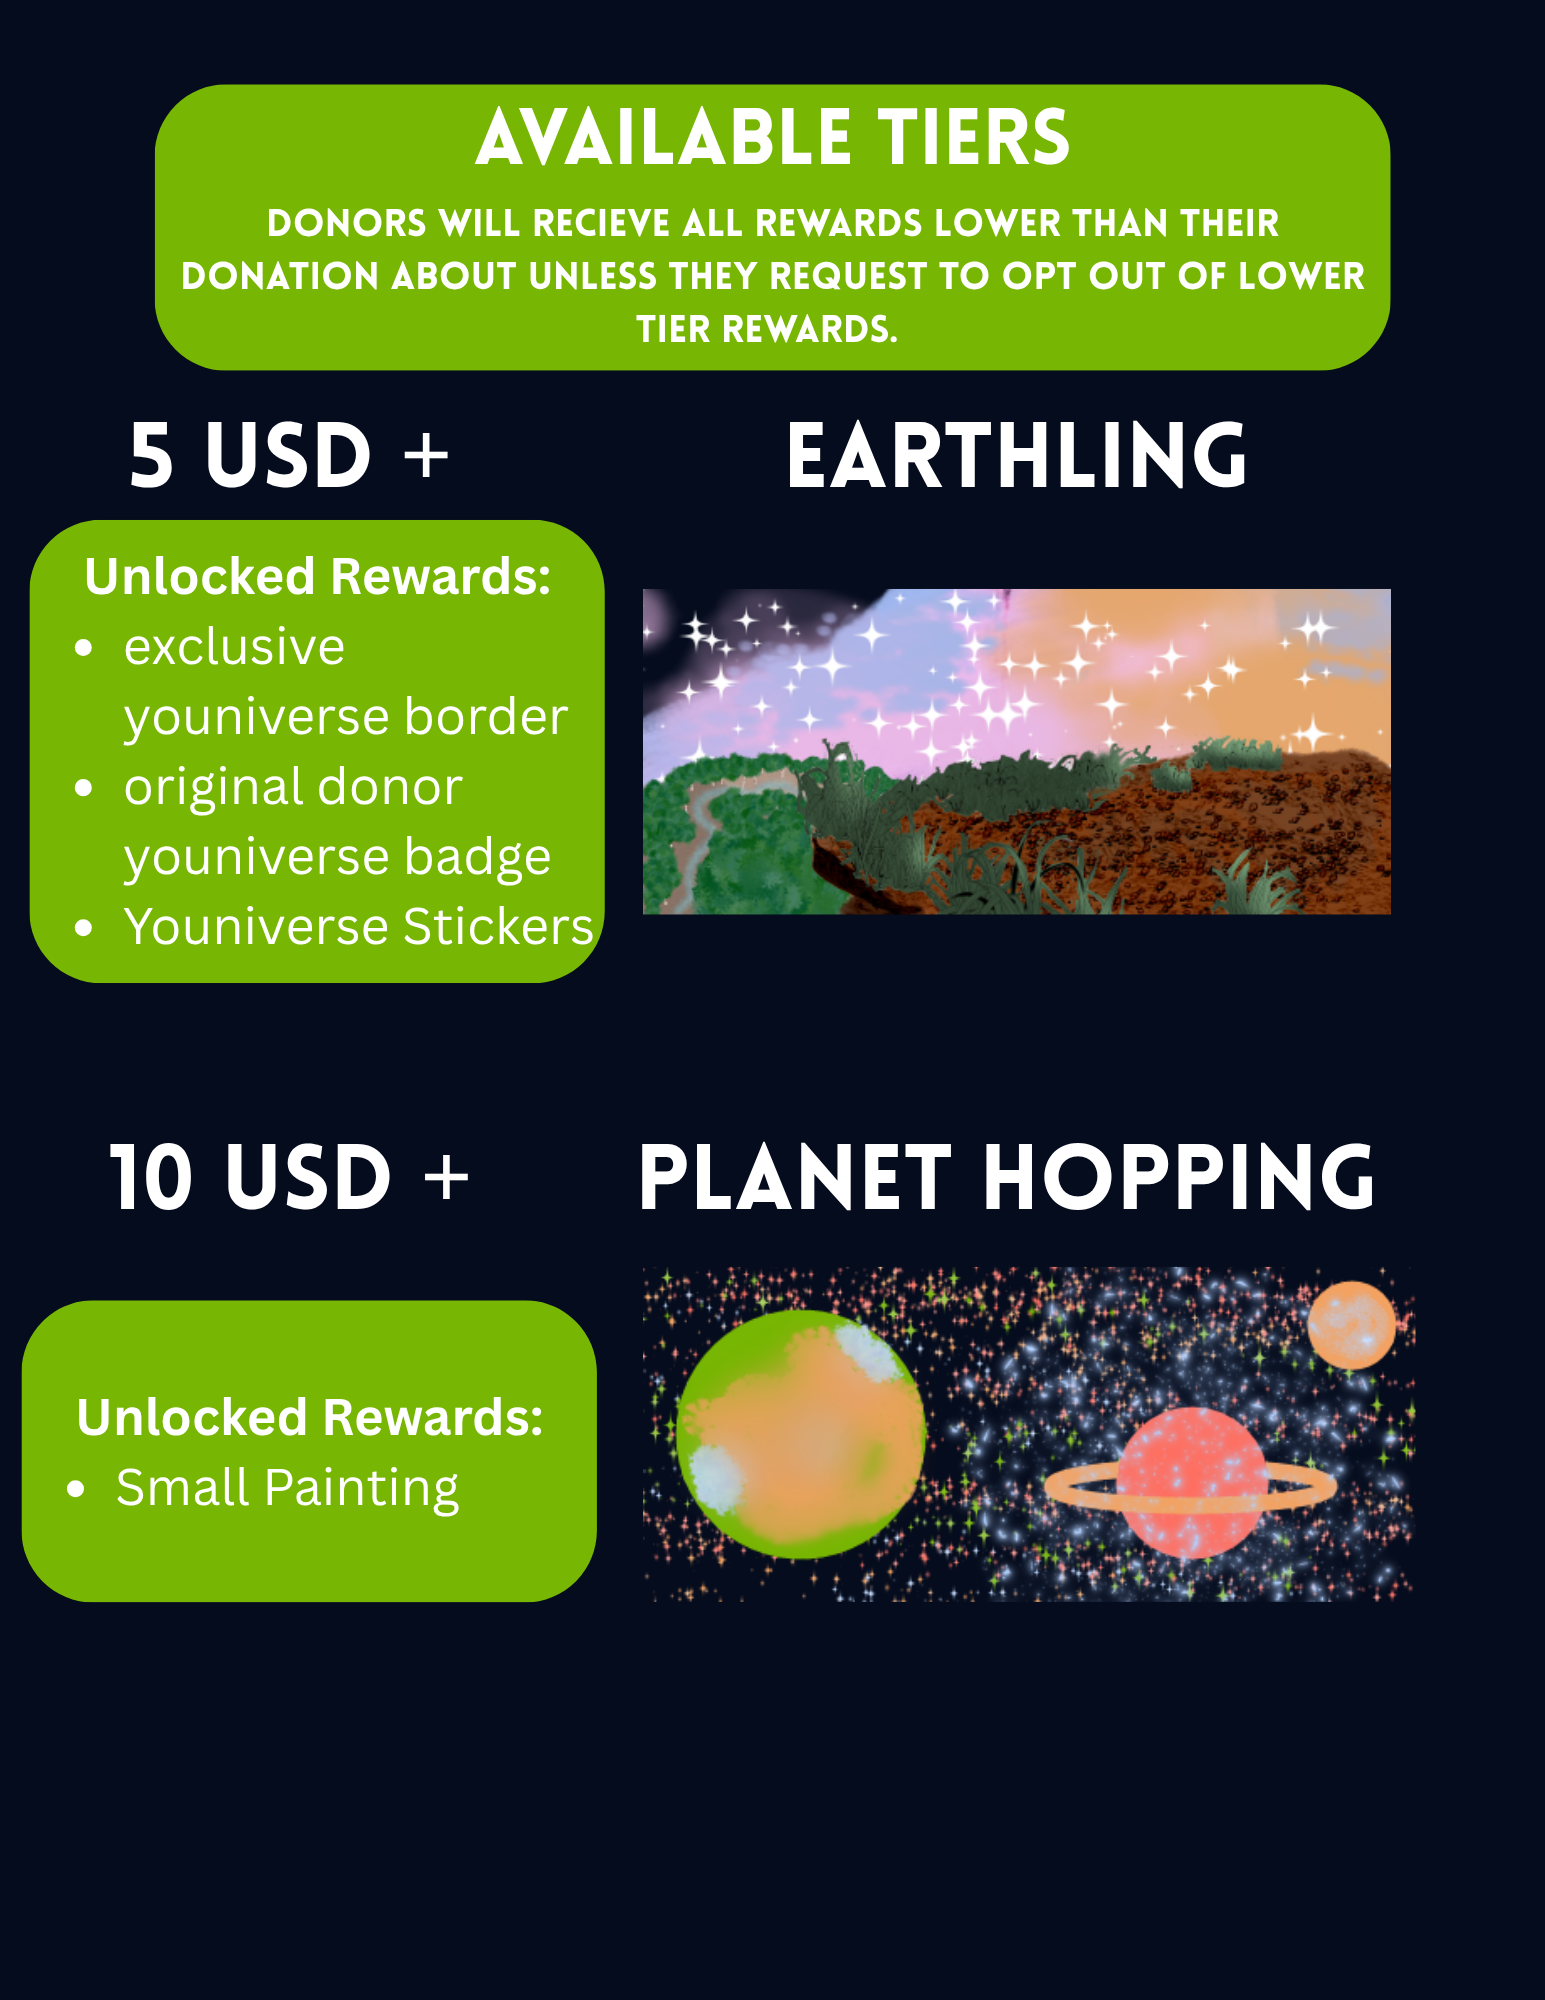 AVAILABLE TIERS
DONORS WILL RECIEVE ALL REWARDS LOWER THAN THEIR
DONATION ABOUT UNLESS THEY REQUEST TO OPT OUT OF LOWER
TIER REWARDS.
5 USD +
EARTHLING
Unlocked Rewards:
• exclusive
youniverse border
• original donor
youniverse badge
• Youniverse Stickers
10 USD +
PLANET HOPPING
Unlocked Rewards:
• Small Painting